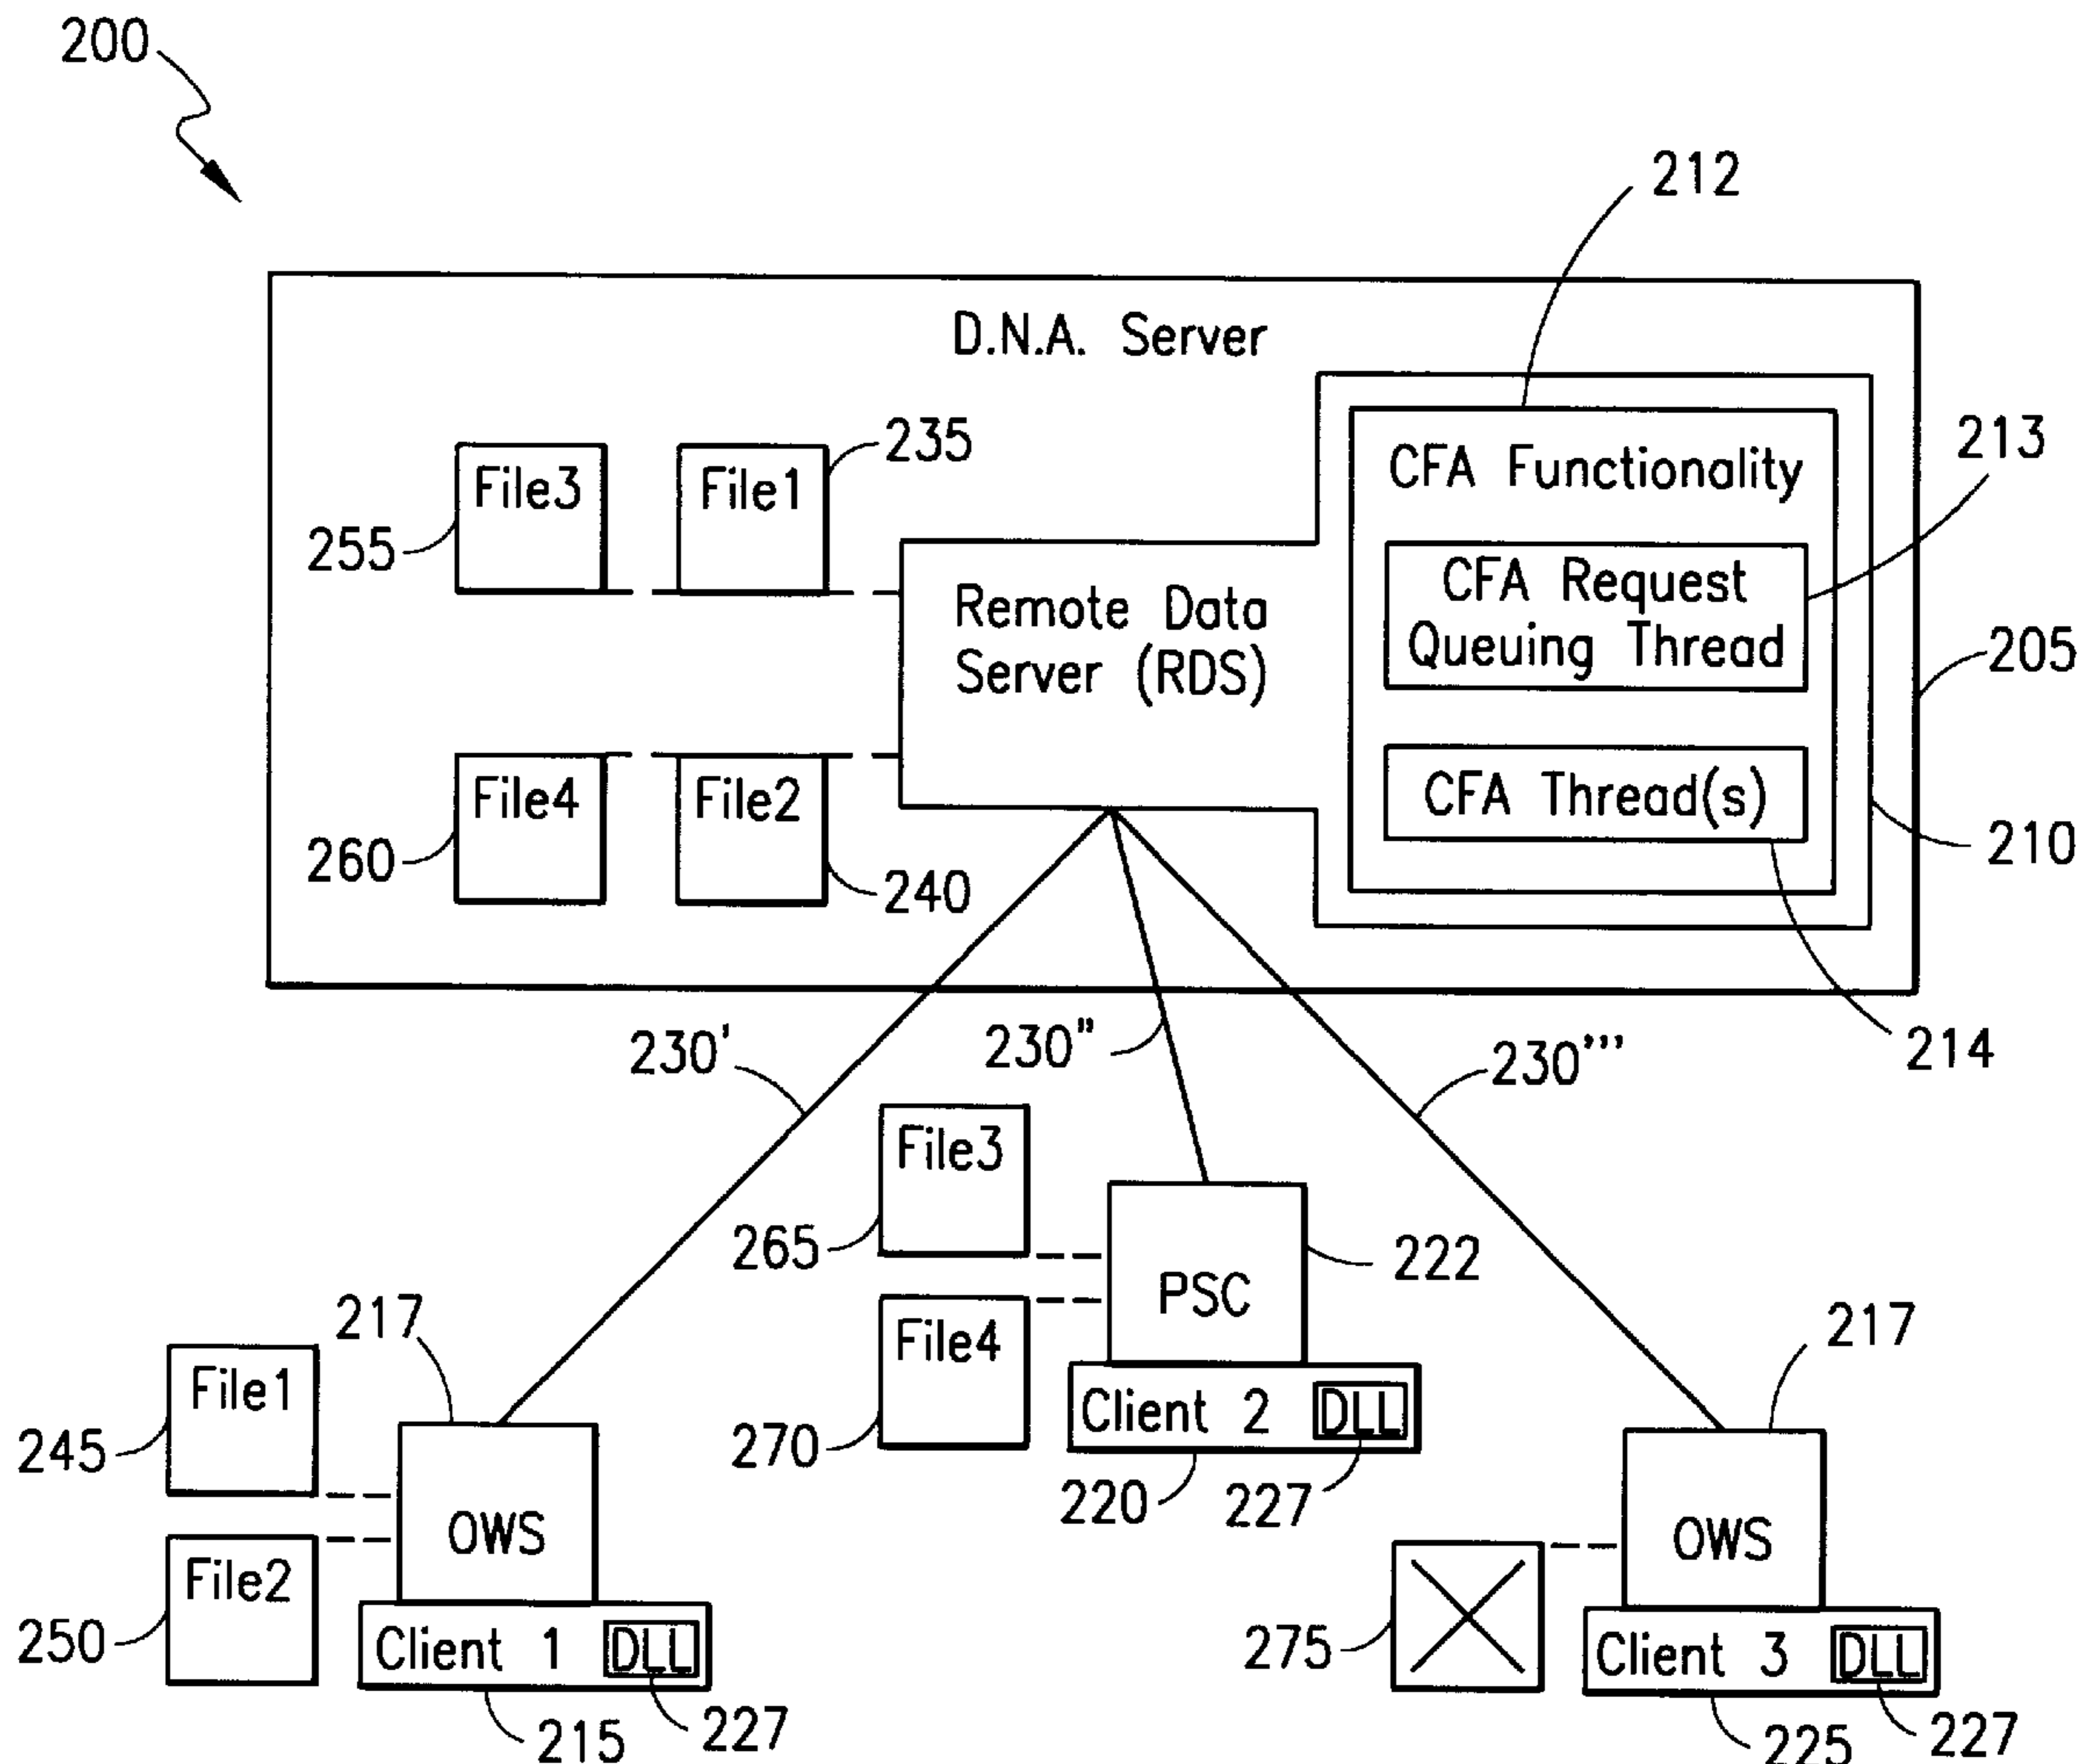 200
212
D.N.A. Server
235
213
File3
File1
CFA Functionality
255
CFA Request
Queuing Thread
Remote Data
Server (RDS)
205
File4
File2
CFA Thread(s)
260
240
210
230'
230"
230'''
214
File3
265
222
PSC
217
File4
217
File1
Client 2
DLL
245
270
220
227
OWS
OWS
File2
250
275
Client 1
DLL
Client 3
DLL
215
227
225
227